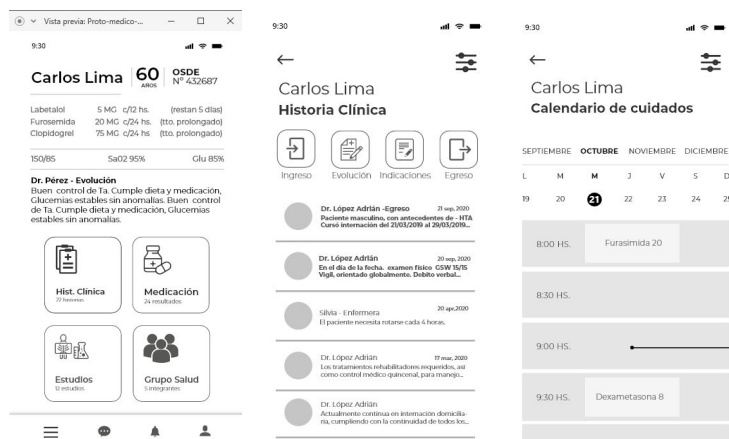 Vista previa: Proto-medico-...
9:30
Carlos Lima
60
AÑOS
OSDE
N° 432687
Labetalol 5 MG c/12 hs. (restan 5 días)
Furosemida 20 MG c/24 hs. (tto. prolongado)
Clopidogrel 75 MG c/24 hs (tto. prolongado)
150/85 Sa02 95% Glu 85%
Dr. Pérez - Evolución
Buen control de Ta. Cumple dieta y medicación,
Glucemias estables sin anomalías. Buen control
de Ta. Cumple dieta y medicación, Glucemias
estables sin anomalías.
Hist. Clínica
22 historias
Medicación
24 resultados
Estudios
12 estudios
Grupo Salud
5 integrantes
9:30
Carlos Lima
Historia Clínica
Ingreso Evolución Indicaciones Egreso
Dr. López Adrián -Egreso 21 sep, 2020
Paciente masculino, con antecedentes de - HTA
Cursó internación del 21/03/2019 al 29/03/2019...
Dr. López Adrián 20 sep, 2020
En el día de la fecha. examen físico GSW 15/15
Vigil, orientado globalmente. Debito verbal...
Silvia - Enfermera 20 apr,2020
El paciente necesita rotarse cada 4 horas.
Dr. López Adrián 17 mar, 2020
Los tratamientos rehabilitadores requeridos, así
como control médico quincenal, para manejo...
Dr. López Adrián
Actualmente continua en internación domicilia-
ria, cumpliendo con la continuidad de todos los...
9:30
Carlos Lima
Calendario de cuidados
SEPTIEMBRE OCTUBRE NOVIEMBRE DICIEMBRE
L M M J V S D
19 20 21 22 23 24 25
8:00 HS. Furasimida 20
8:30 HS.
9:00 HS.
9:30 HS. Dexametasona 8